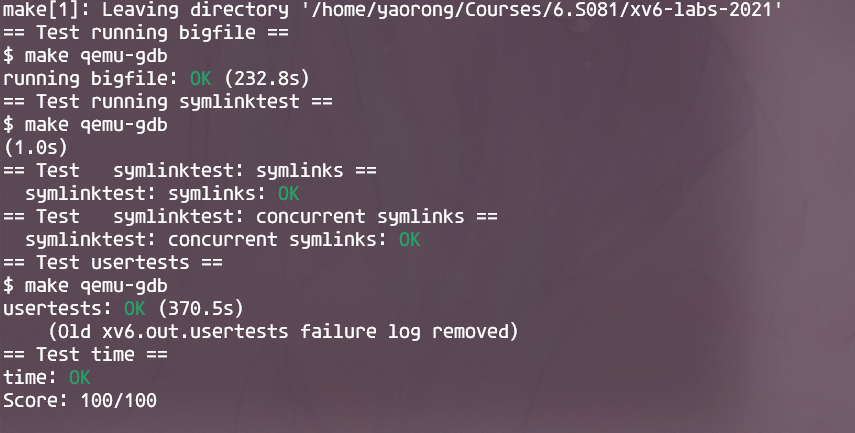 make[1]: Leaving directory '/home/yaorong/Courses/6.S081/xv6-labs-2021'
== Test running bigfile ==
$ make qemu-gdb
running bigfile: OK (232.8s)
== Test running symlinktest ==
$ make qemu-gdb
(1.0s)
== Test   symlinktest: symlinks ==
  symlinktest: symlinks: OK
== Test   symlinktest: concurrent symlinks ==
  symlinktest: concurrent symlinks: OK
== Test usertests ==
$ make qemu-gdb
usertests: OK (370.5s)
    (Old xv6.out.usertests failure log removed)
== Test time ==
time: OK
Score: 100/100